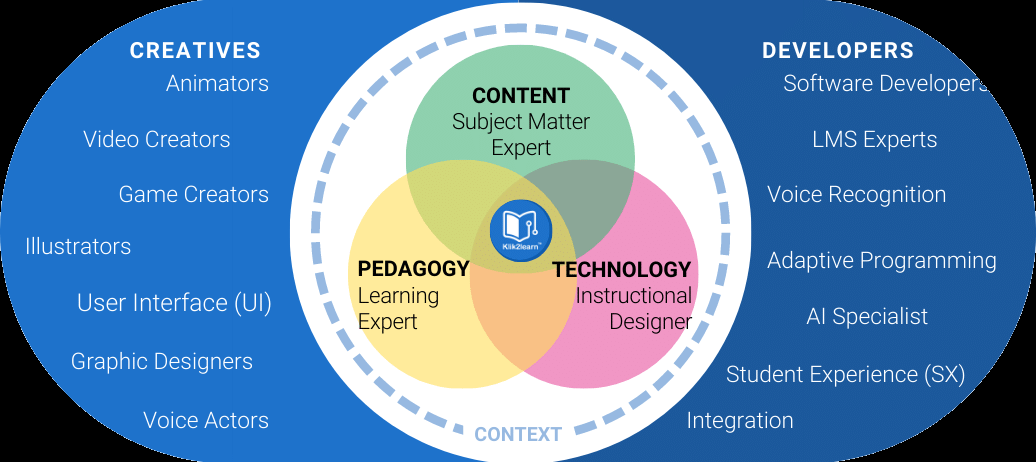 CREATIVES
Animators
Video Creators
Game Creators
Illustrators
User Interface (UI)
Graphic Designers
Voice Actors
CONTENT
Subject Matter
Expert
Klik2learn™
PEDAGOGY
Learning
Expert
TECHNOLOGY
Instructional
Designer
CONTEXT
DEVELOPERS
Software Developers
LMS Experts
Voice Recognition
Adaptive Programming
AI Specialist
Student Experience (SX)
Integration